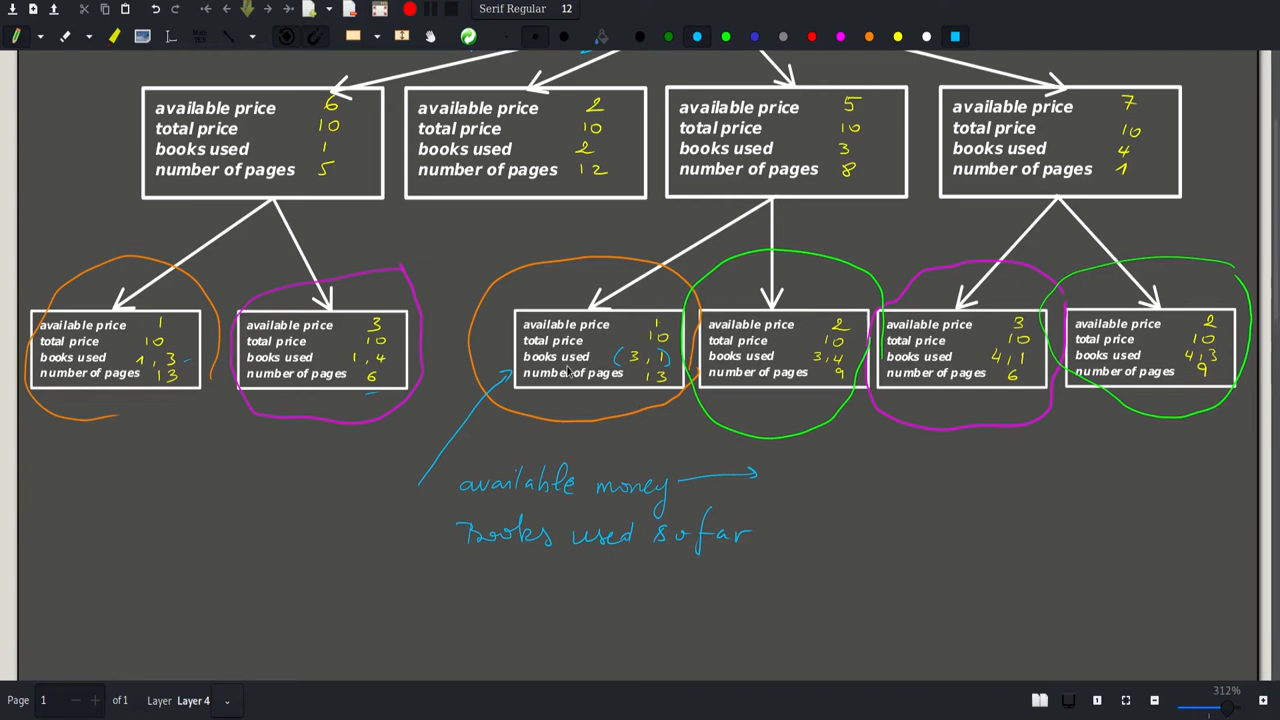 Serif Regular 12
available price 6
total price 10
books used 1
number of pages 5
available price 2
total price 10
books used 2
number of pages 12
available price 5
total price 10
books used 3
number of pages 8
available price 7
total price 10
books used 4
number of pages 1
available price 1
total price 10
books used 1, 3
number of pages 13
available price 3
total price 10
books used 1, 4
number of pages 6
available price 1
total price 10
books used (3, 1)
number of pages 13
available price 2
total price 10
books used 3, 4
number of pages 9
available price 3
total price 10
books used 4, 1
number of pages 6
available price 2
total price 10
books used 4, 3
number of pages 9
available money
Books used so far
Page 1 of 1 Layer Layer 4 312%